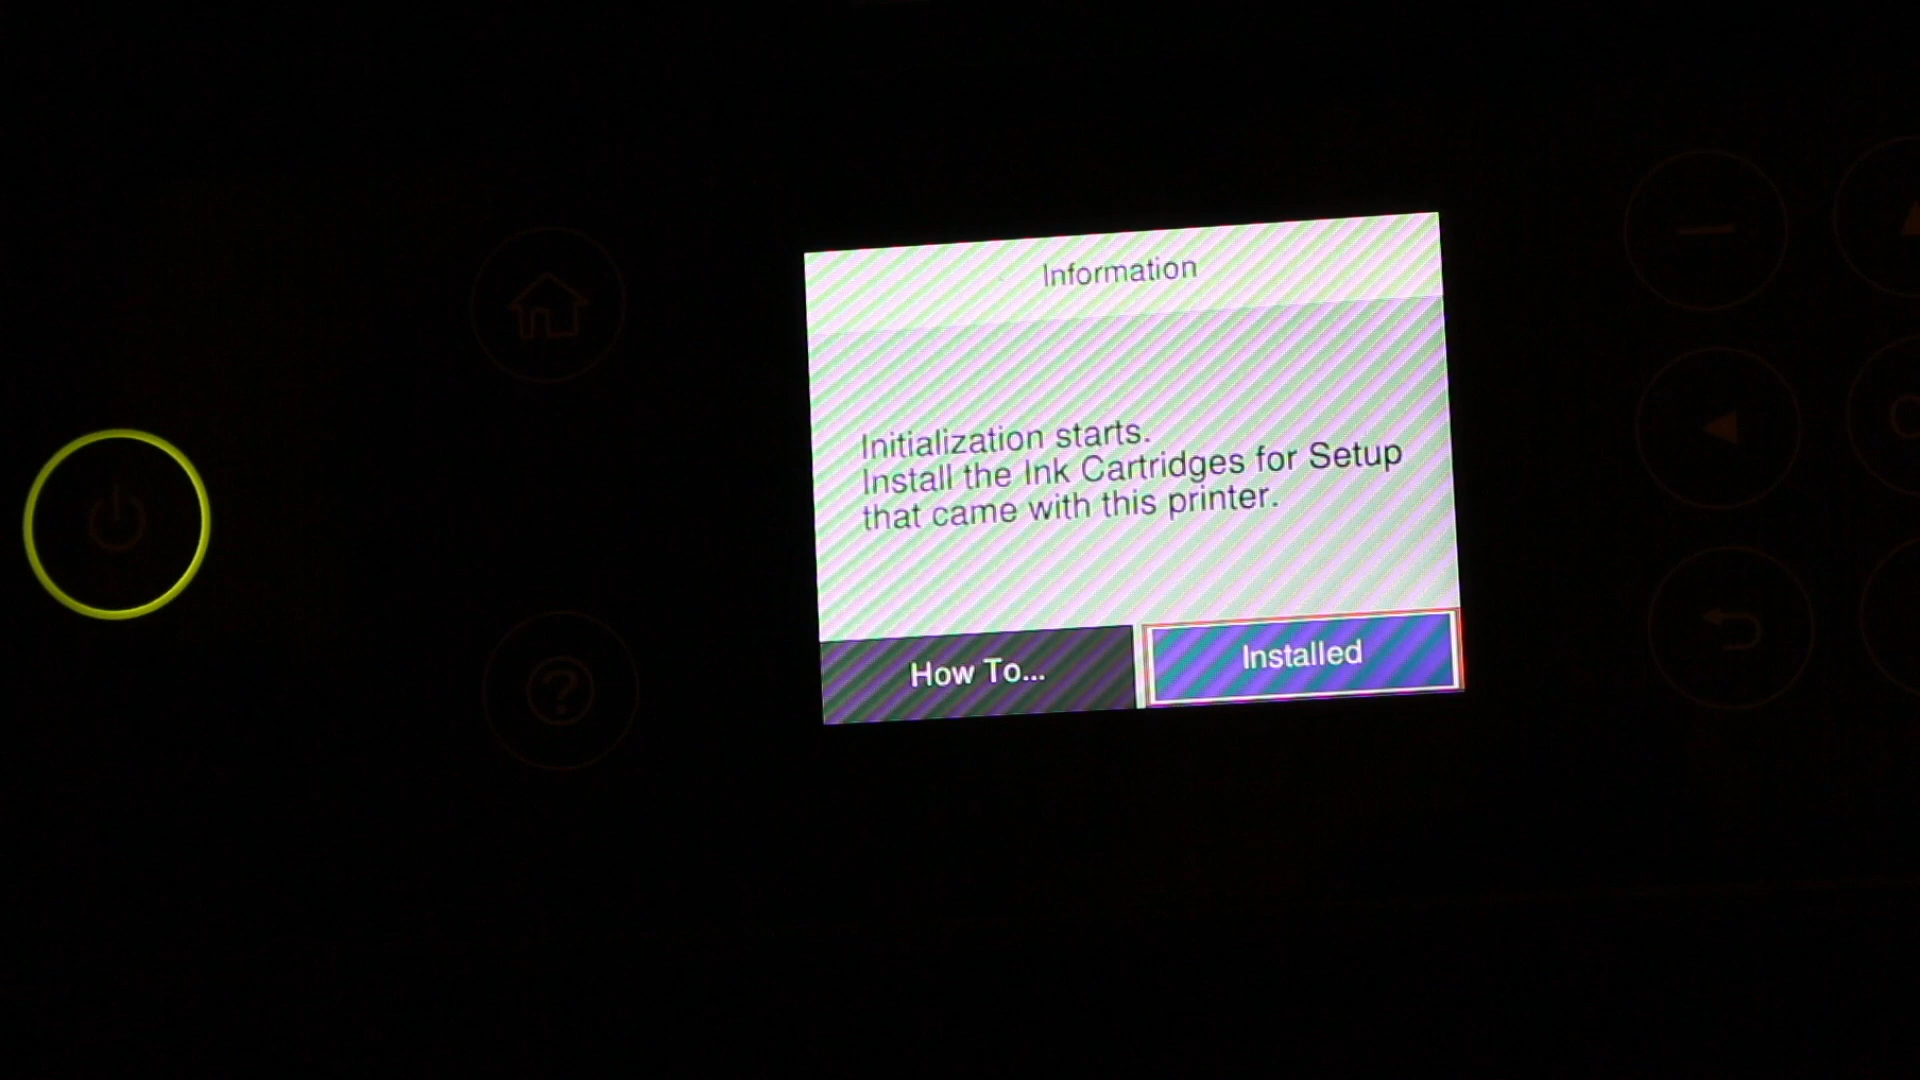 Information
Initialization starts.
Install the Ink Cartridges for Setup
that came with this printer.
How To...
Installed
?